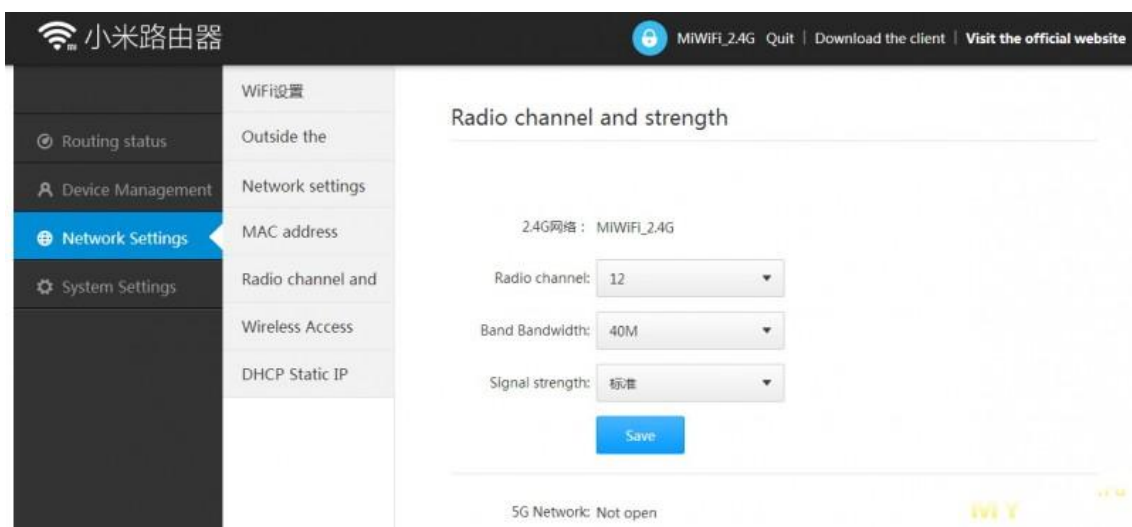 小米路由器
MiWiFi_2.4G Quit | Download the client | Visit the official website
Routing status
Device Management
Network Settings
System Settings
WiFi设置
Outside the
Network settings
MAC address
Radio channel and
Wireless Access
DHCP Static IP
Radio channel and strength
2.4G网络： MiWiFi_2.4G
Radio channel: 12
Band Bandwidth: 40M
Signal strength: 标准
Save
5G Network: Not open
MY